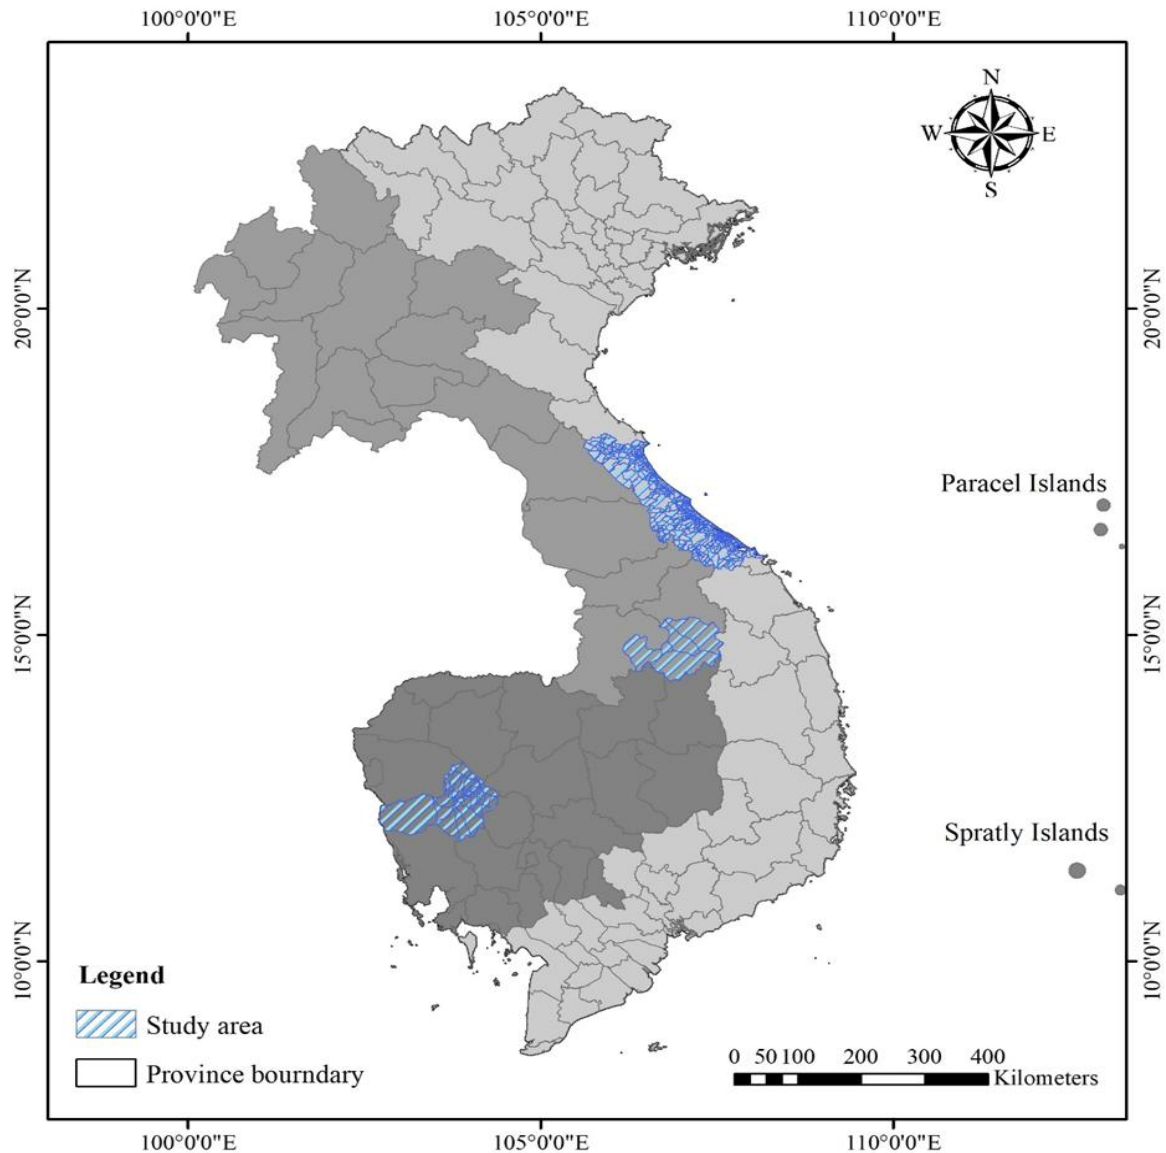 100°0'0"E 105°0'0"E 110°0'0"E
N
W E
S
20°0'0"N 20°0'0"N
Paracel Islands
15°0'0"N 15°0'0"N
Spratly Islands
10°0'0"N 10°0'0"N
Legend
Study area
Province bourndary
0 50 100 200 300 400
Kilometers
100°0'0"E 105°0'0"E 110°0'0"E